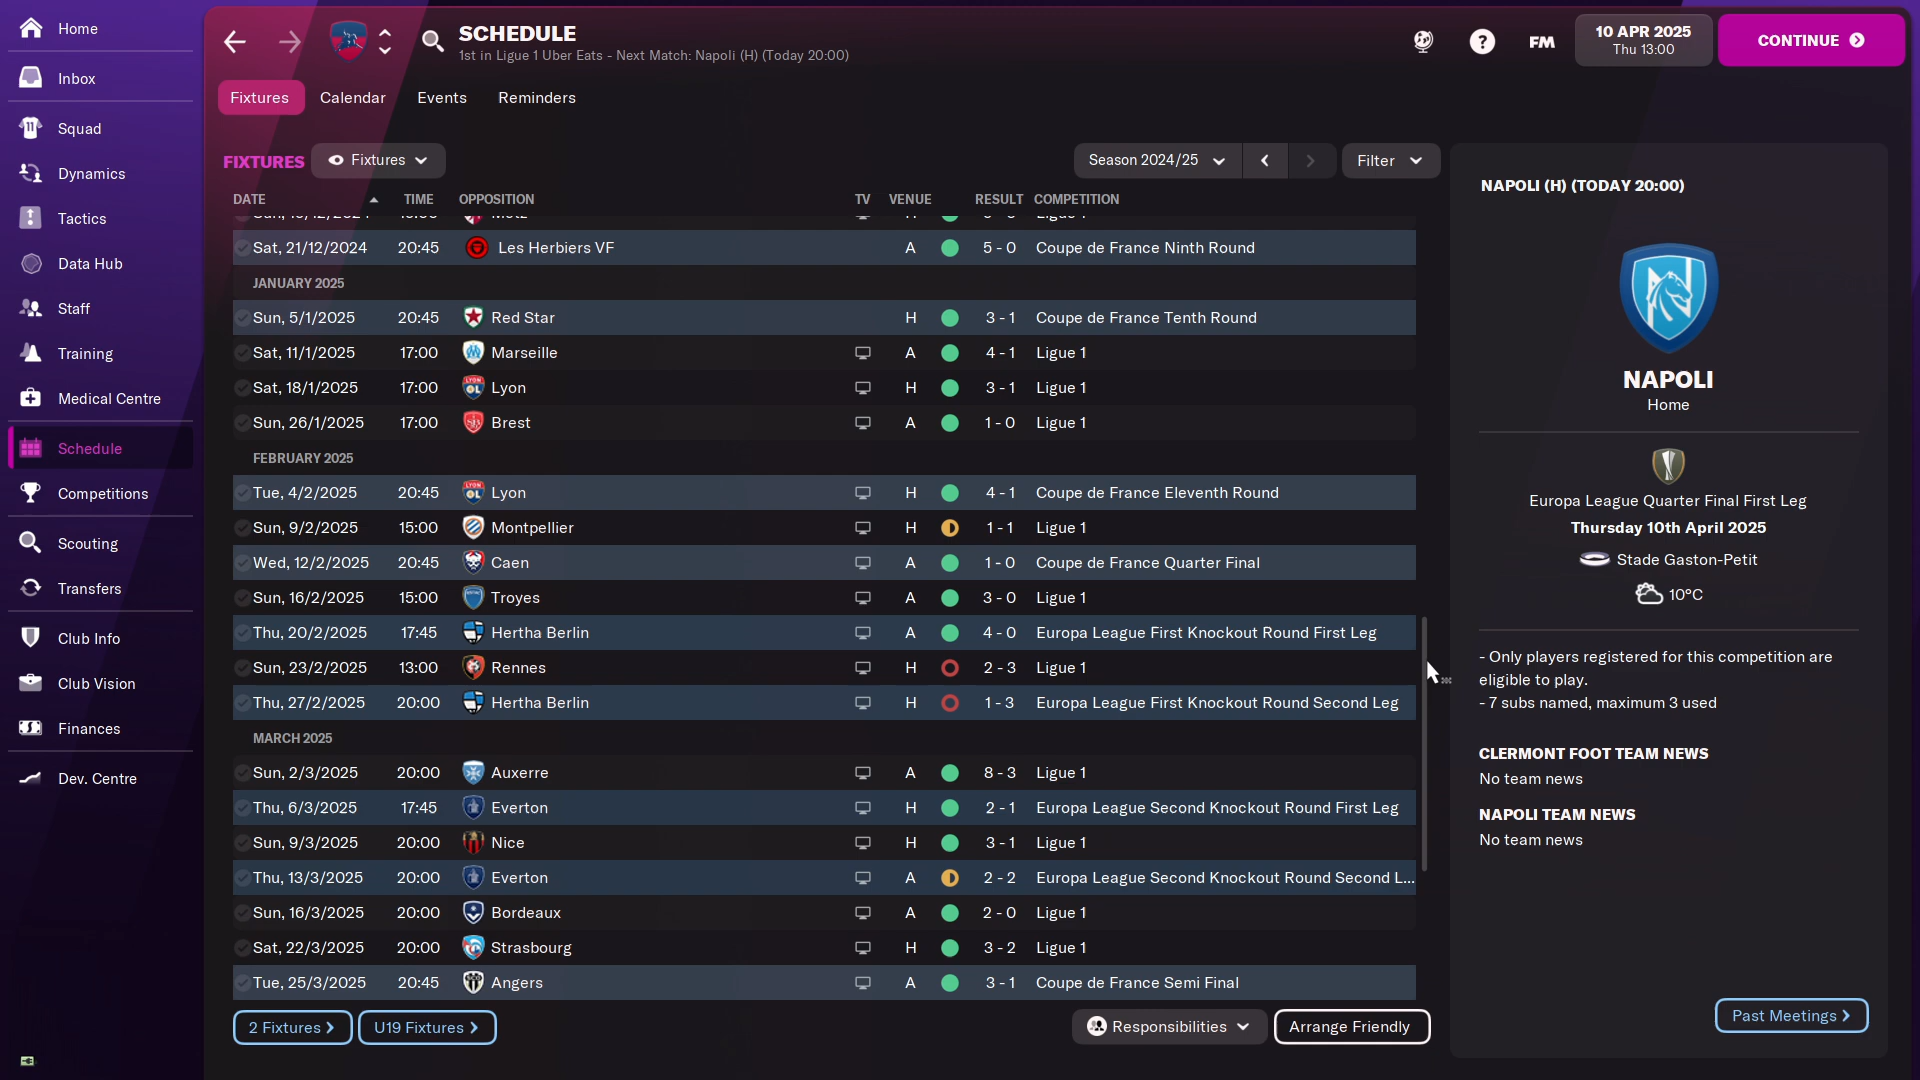 Home
Inbox
Squad
Dynamics
Tactics
Data Hub
Staff
Training
Medical Centre
Schedule
Competitions
Scouting
Transfers
Club Info
Club Vision
Finances
Dev. Centre
SCHEDULE
1st in Ligue 1 Uber Eats - Next Match: Napoli (H) (Today 20:00)
FM
10 APR 2025
Thu 13:00
CONTINUE
Fixtures Calendar Events Reminders
FIXTURES Fixtures Season 2024/25 Filter
DATE TIME OPPOSITION TV VENUE RESULT COMPETITION
Sat, 21/12/2024 20:45 Les Herbiers VF A 5 - 0 Coupe de France Ninth Round
JANUARY 2025
Sun, 5/1/2025 20:45 Red Star H 3 - 1 Coupe de France Tenth Round
Sat, 11/1/2025 17:00 Marseille A 4 - 1 Ligue 1
Sat, 18/1/2025 17:00 Lyon H 3 - 1 Ligue 1
Sun, 26/1/2025 17:00 Brest A 1 - 0 Ligue 1
FEBRUARY 2025
Tue, 4/2/2025 20:45 Lyon H 4 - 1 Coupe de France Eleventh Round
Sun, 9/2/2025 15:00 Montpellier H 1 - 1 Ligue 1
Wed, 12/2/2025 20:45 Caen A 1 - 0 Coupe de France Quarter Final
Sun, 16/2/2025 15:00 Troyes A 3 - 0 Ligue 1
Thu, 20/2/2025 17:45 Hertha Berlin A 4 - 0 Europa League First Knockout Round First Leg
Sun, 23/2/2025 13:00 Rennes H 2 - 3 Ligue 1
Thu, 27/2/2025 20:00 Hertha Berlin H 1 - 3 Europa League First Knockout Round Second Leg
MARCH 2025
Sun, 2/3/2025 20:00 Auxerre A 8 - 3 Ligue 1
Thu, 6/3/2025 17:45 Everton H 2 - 1 Europa League Second Knockout Round First Leg
Sun, 9/3/2025 20:00 Nice H 3 - 1 Ligue 1
Thu, 13/3/2025 20:00 Everton A 2 - 2 Europa League Second Knockout Round Second L...
Sun, 16/3/2025 20:00 Bordeaux A 2 - 0 Ligue 1
Sat, 22/3/2025 20:00 Strasbourg H 3 - 2 Ligue 1
Tue, 25/3/2025 20:45 Angers A 3 - 1 Coupe de France Semi Final
2 Fixtures U19 Fixtures Responsibilities Arrange Friendly
NAPOLI (H) (TODAY 20:00)
NAPOLI
Home
Europa League Quarter Final First Leg
Thursday 10th April 2025
Stade Gaston-Petit
10°C
- Only players registered for this competition are
eligible to play.
- 7 subs named, maximum 3 used
CLERMONT FOOT TEAM NEWS
No team news
NAPOLI TEAM NEWS
No team news
Past Meetings